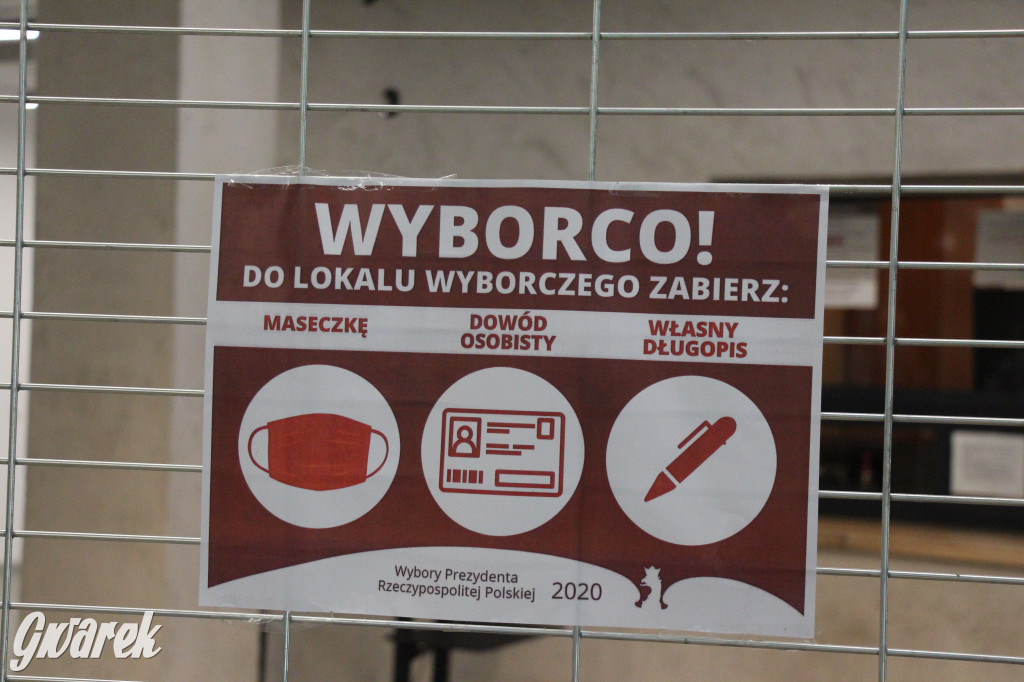 WYBORCO!
DO LOKALU WYBORCZEGO ZABIERZ:
MASECZKĘ
DOWÓD
OSOBISTY
WŁASNY
DŁUGOPIS
Wybory Prezydenta
Rzeczypospolitej Polskiej 2020
Gwarek